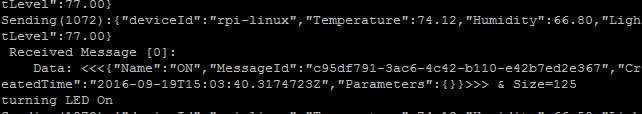 tLevel":77.00}
Sending(1072):{"deviceId":"rpi-linux","Temperature":74.12,"Humidity":66.80,"Ligh
tLevel":77.00}
 Received Message [0]:
    Data: <<<{"Name":"ON","MessageId":"c95df791-3ac6-4c42-b110-e42b7ed2e367","Cr
eatedTime":"2016-09-19T15:03:40.3174723Z","Parameters":{}}>>> & Size=125
turning LED On